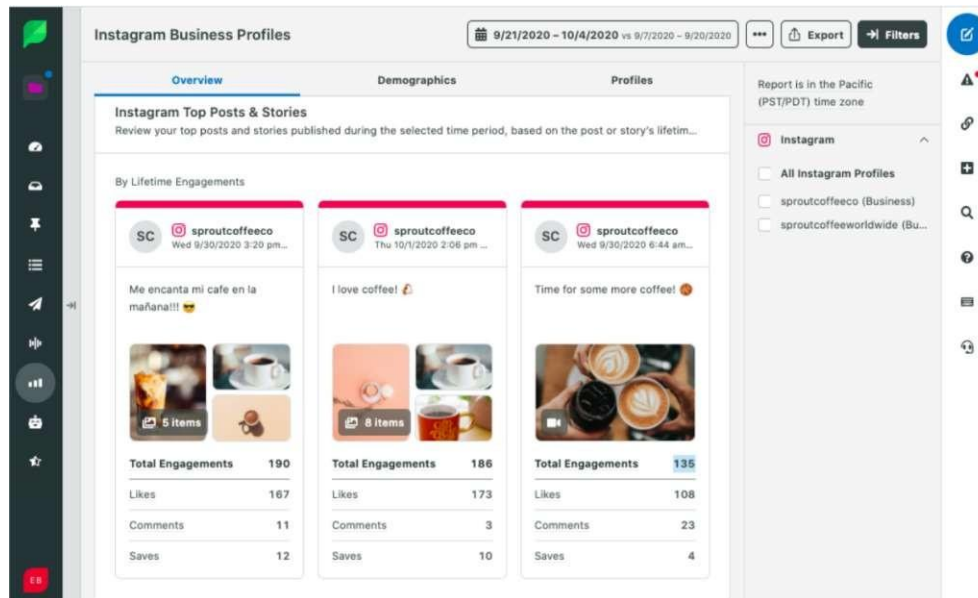 Instagram Business Profiles
9/21/2020 – 10/4/2020 vs 9/7/2020 – 9/20/2020
Export
Filters
Overview
Demographics
Profiles
Instagram Top Posts & Stories
Review your top posts and stories published during the selected time period, based on the post or story's lifetim...
By Lifetime Engagements
SC
sproutcoffeeco
Wed 9/30/2020 3:20 pm...
Me encanta mi cafe en la
mañana!!! 😎
5 items
Total Engagements 190
Likes 167
Comments 11
Saves 12
SC
sproutcoffeeco
Thu 10/1/2020 2:06 pm ...
I love coffee!
8 items
Total Engagements 186
Likes 173
Comments 3
Saves 10
SC
sproutcoffeeco
Wed 9/30/2020 6:44 am...
Time for some more coffee!
Total Engagements 135
Likes 108
Comments 23
Saves 4
Report is in the Pacific
(PST/PDT) time zone
Instagram
All Instagram Profiles
sproutcoffeeco (Business)
sproutcoffeeworldwide (Bu...
EB